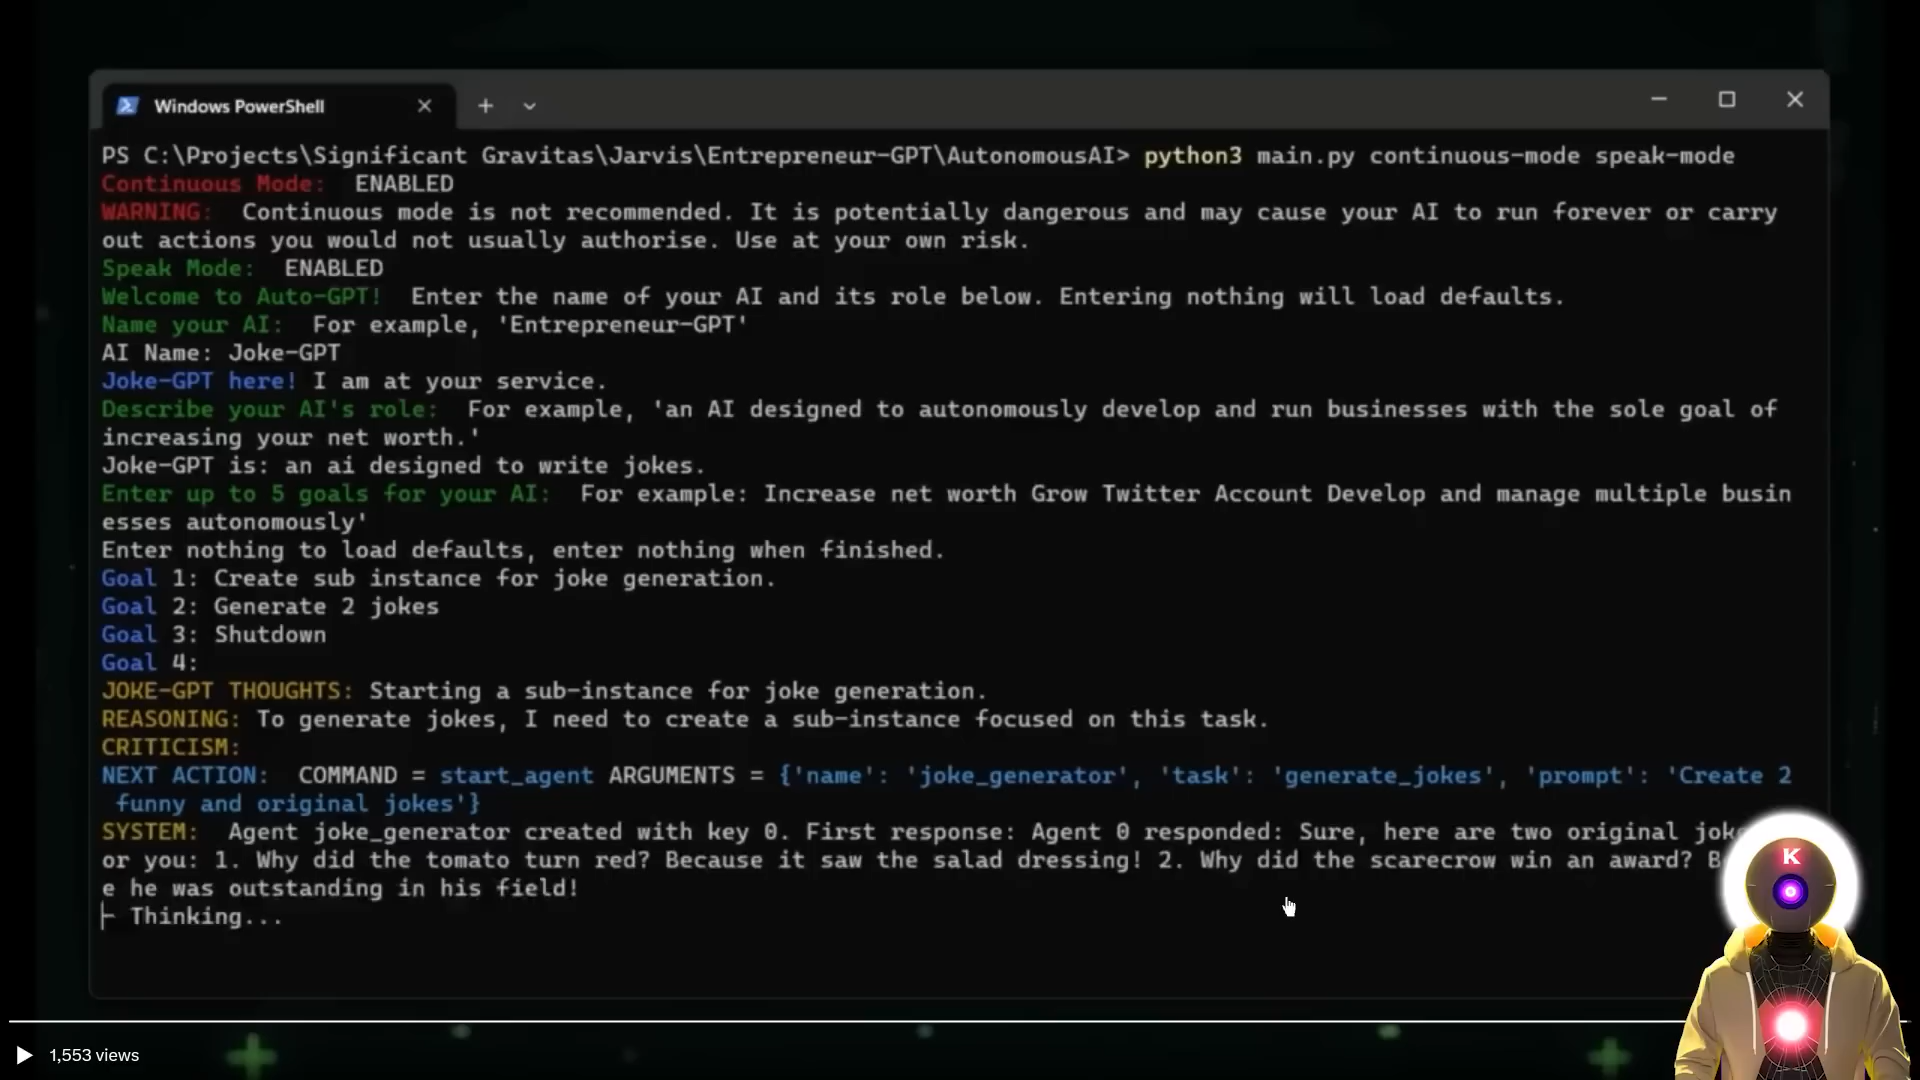 Windows PowerShell
PS C:\Projects\Significant Gravitas\Jarvis\Entrepreneur-GPT\AutonomousAI> python3 main.py continuous-mode speak-mode
Continuous Mode: ENABLED
WARNING: Continuous mode is not recommended. It is potentially dangerous and may cause your AI to run forever or carry
out actions you would not usually authorise. Use at your own risk.
Speak Mode: ENABLED
Welcome to Auto-GPT! Enter the name of your AI and its role below. Entering nothing will load defaults.
Name your AI: For example, 'Entrepreneur-GPT'
AI Name: Joke-GPT
Joke-GPT here! I am at your service.
Describe your AI's role: For example, 'an AI designed to autonomously develop and run businesses with the sole goal of
increasing your net worth.'
Joke-GPT is: an ai designed to write jokes.
Enter up to 5 goals for your AI: For example: Increase net worth Grow Twitter Account Develop and manage multiple busin
esses autonomously'
Enter nothing to load defaults, enter nothing when finished.
Goal 1: Create sub instance for joke generation.
Goal 2: Generate 2 jokes
Goal 3: Shutdown
Goal 4:
JOKE-GPT THOUGHTS: Starting a sub-instance for joke generation.
REASONING: To generate jokes, I need to create a sub-instance focused on this task.
CRITICISM:
NEXT ACTION: COMMAND = start_agent ARGUMENTS = {'name': 'joke_generator', 'task': 'generate_jokes', 'prompt': 'Create 2
funny and original jokes'}
SYSTEM: Agent joke_generator created with key 0. First response: Agent 0 responded: Sure, here are two original
or you: 1. Why did the tomato turn red? Because it saw the salad dressing! 2. Why did the scarecrow win an award?
e he was outstanding in his field!
Thinking...
K
1,553 views